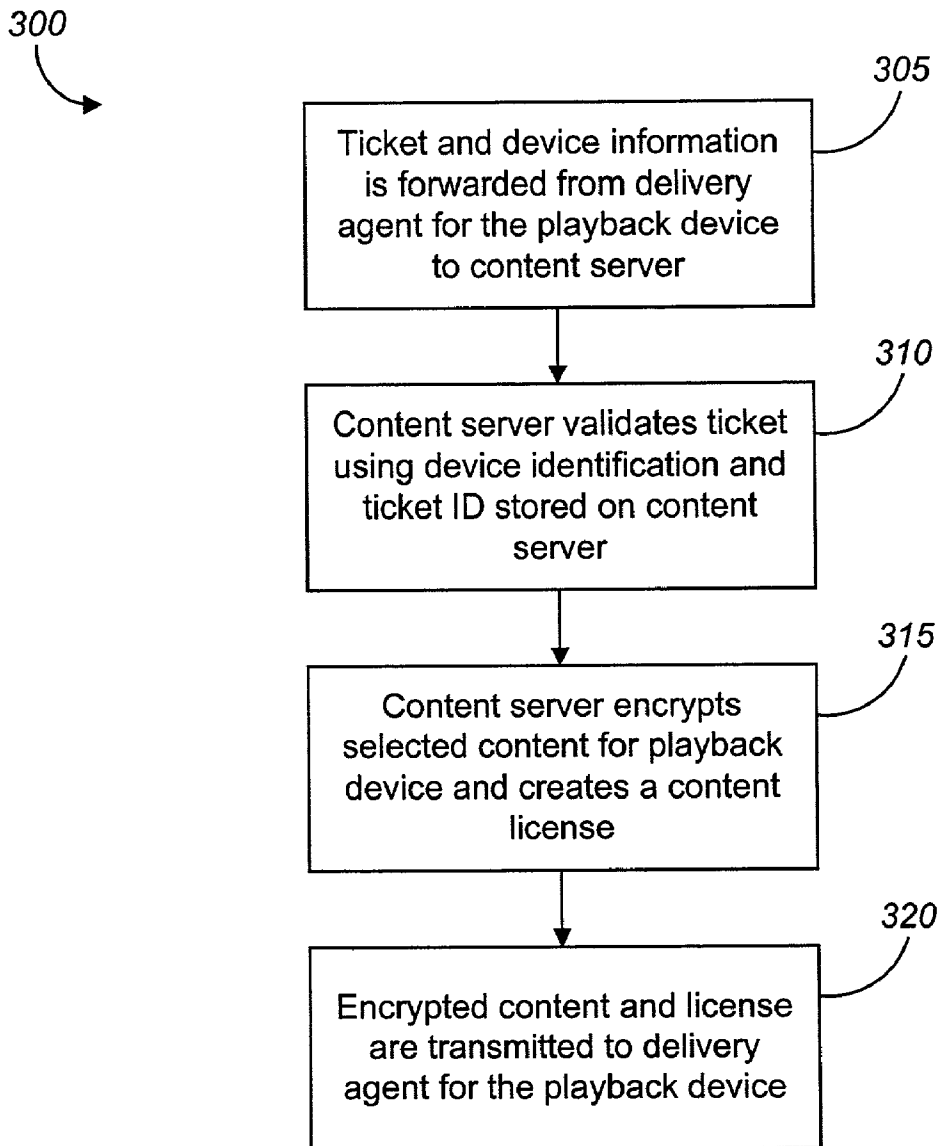 300
305
Ticket and device information
is forwarded from delivery
agent for the playback device
to content server
310
Content server validates ticket
using device identification and
ticket ID stored on content
server
315
Content server encrypts
selected content for playback
device and creates a content
license
320
Encrypted content and license
are transmitted to delivery
agent for the playback device